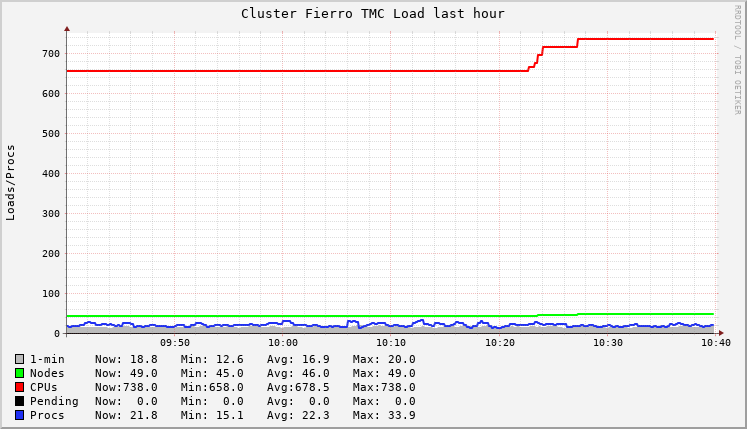 Cluster Fierro TMC Load last hour
RRDTOOL / TOBI OETIKER
Loads/Procs
700
600
500
400
300
200
100
0
09:50 10:00 10:10 10:20 10:30 10:40
1-min Now: 18.8 Min: 12.6 Avg: 16.9 Max: 20.0
Nodes Now: 49.0 Min: 45.0 Avg: 46.0 Max: 49.0
CPUs Now:738.0 Min:658.0 Avg:678.5 Max:738.0
Pending Now: 0.0 Min: 0.0 Avg: 0.0 Max: 0.0
Procs Now: 21.8 Min: 15.1 Avg: 22.3 Max: 33.9